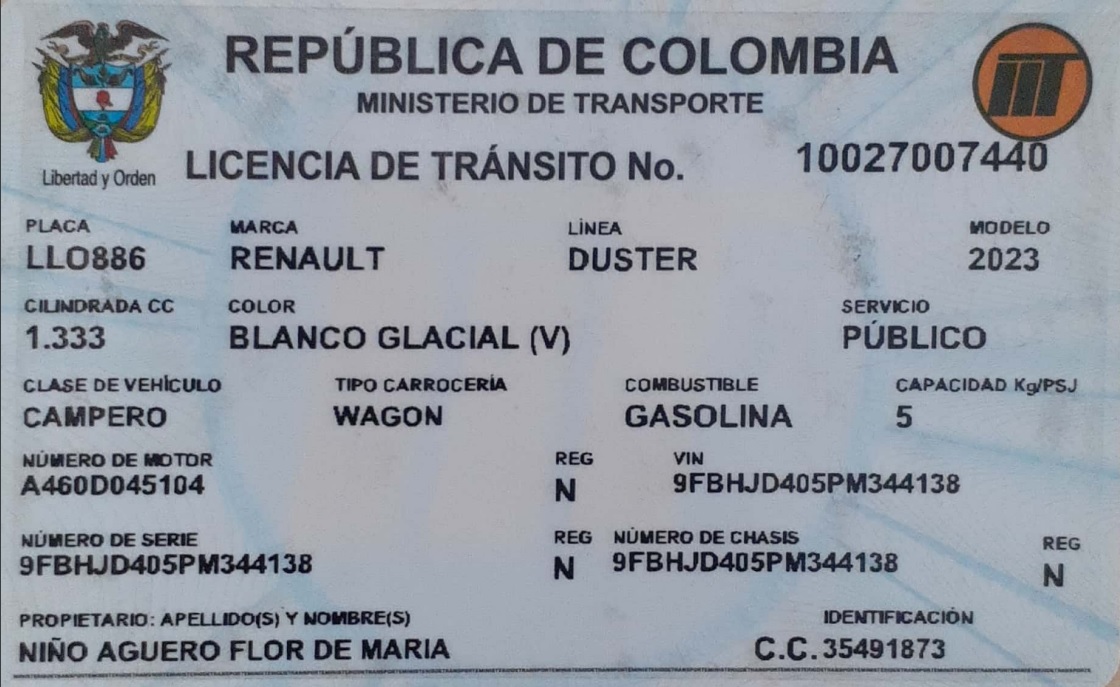 REPÚBLICA DE COLOMBIA
MINISTERIO DE TRANSPORTE
Libertad y Orden
LICENCIA DE TRÁNSITO No. 10027007440
PLACA MARCA LÍNEA MODELO
LLO886 RENAULT DUSTER 2023
CILINDRADA CC COLOR SERVICIO
1.333 BLANCO GLACIAL (V) PÚBLICO
CLASE DE VEHÍCULO TIPO CARROCERÍA COMBUSTIBLE CAPACIDAD Kg/PSJ
CAMPERO WAGON GASOLINA 5
NÚMERO DE MOTOR REG VIN
A460D045104 N 9FBHJD405PM344138
NÚMERO DE SERIE REG NÚMERO DE CHASIS REG
9FBHJD405PM344138 N 9FBHJD405PM344138 N
PROPIETARIO: APELLIDO(S) Y NOMBRE(S) IDENTIFICACIÓN
NIÑO AGUERO FLOR DE MARIA C.C. 35491873